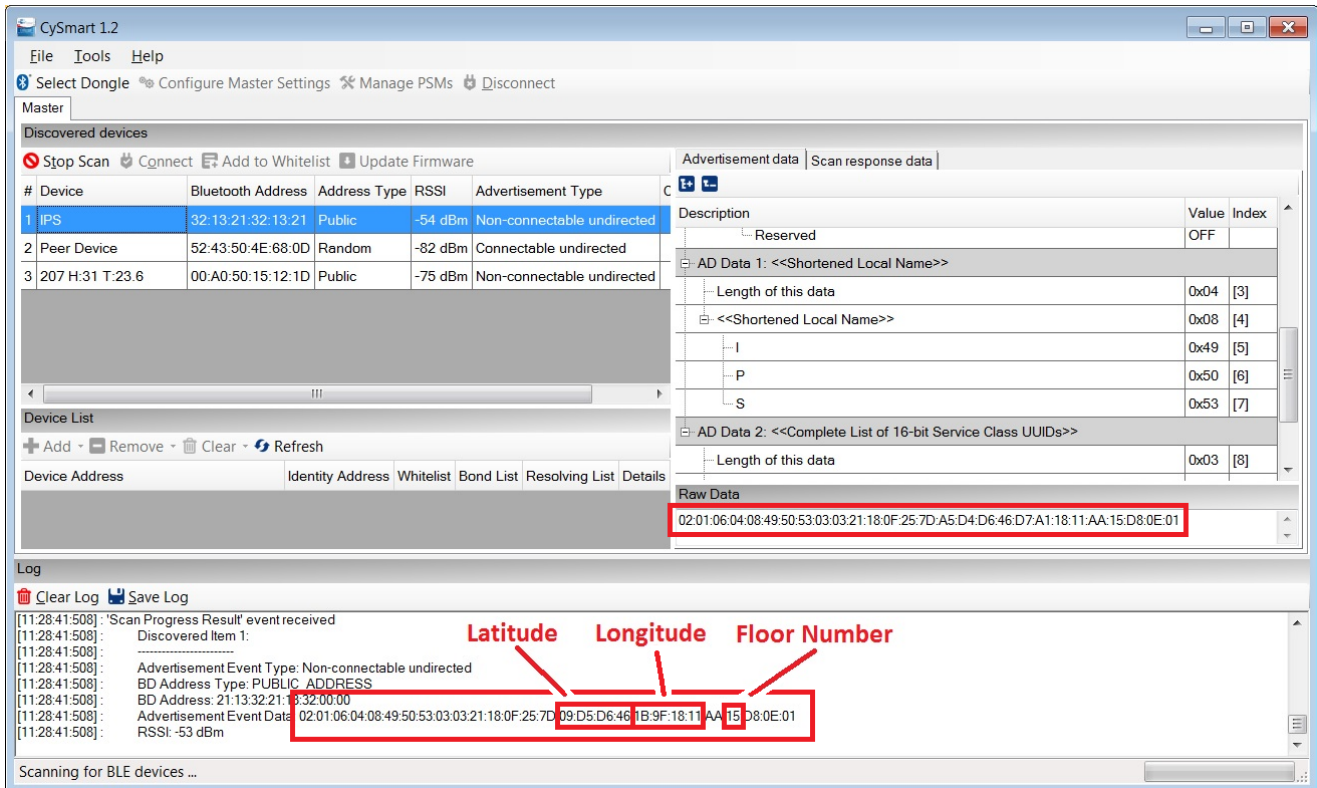 CySmart 1.2
File Tools Help
Select Dongle Configure Master Settings Manage PSMs Disconnect
Master
Discovered devices
Stop Scan Connect Add to Whitelist Update Firmware
# Device Bluetooth Address Address Type RSSI Advertisement Type C
1 IPS 32:13:21:32:13:21 Public -54 dBm Non-connectable undirected
2 Peer Device 52:43:50:4E:68:0D Random -82 dBm Connectable undirected
3 207 H:31 T:23.6 00:A0:50:15:12:1D Public -75 dBm Non-connectable undirected
Advertisement data Scan response data
Description Value Index
Reserved OFF
AD Data 1: <<Shortened Local Name>>
Length of this data 0x04 [3]
<<Shortened Local Name>> 0x08 [4]
I 0x49 [5]
P 0x50 [6]
S 0x53 [7]
AD Data 2: <<Complete List of 16-bit Service Class UUIDs>>
Length of this data 0x03 [8]
Raw Data
02:01:06:04:08:49:50:53:03:03:21:18:0F:25:7D:A5:D4:D6:46:D7:A1:18:11:AA:15:D8:0E:01
Device List
Add Remove Clear Refresh
Device Address Identity Address Whitelist Bond List Resolving List Details
Log
Clear Log Save Log
Latitude Longitude Floor Number
[11:28:41:508] : 'Scan Progress Result' event received
[11:28:41:508] : Discovered Item 1:
[11:28:41:508] : ------------------------
[11:28:41:508] : Advertisement Event Type: Non-connectable undirected
[11:28:41:508] : BD Address Type: PUBLIC_ADDRESS
[11:28:41:508] : BD Address: 21:13:32:21:13:32:00:00
[11:28:41:508] : Advertisement Event Data: 02:01:06:04:08:49:50:53:03:03:21:18:0F:25:7D:09:D5:D6:46:1B:9F:18:11:AA:15:D8:0E:01
[11:28:41:508] : RSSI: -53 dBm
Scanning for BLE devices ...